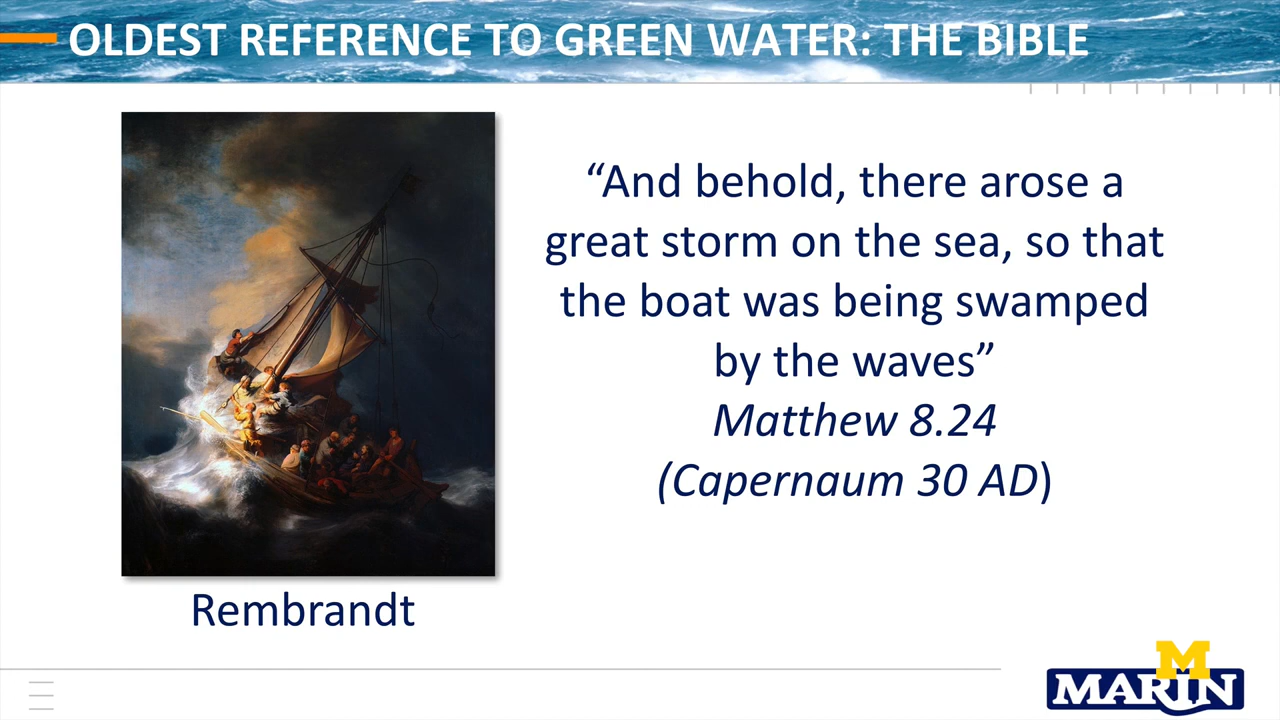 OLDEST REFERENCE TO GREEN WATER: THE BIBLE
“And behold, there arose a
great storm on the sea, so that
the boat was being swamped
by the waves”
Matthew 8.24
(Capernaum 30 AD)
Rembrandt
M
MARIN